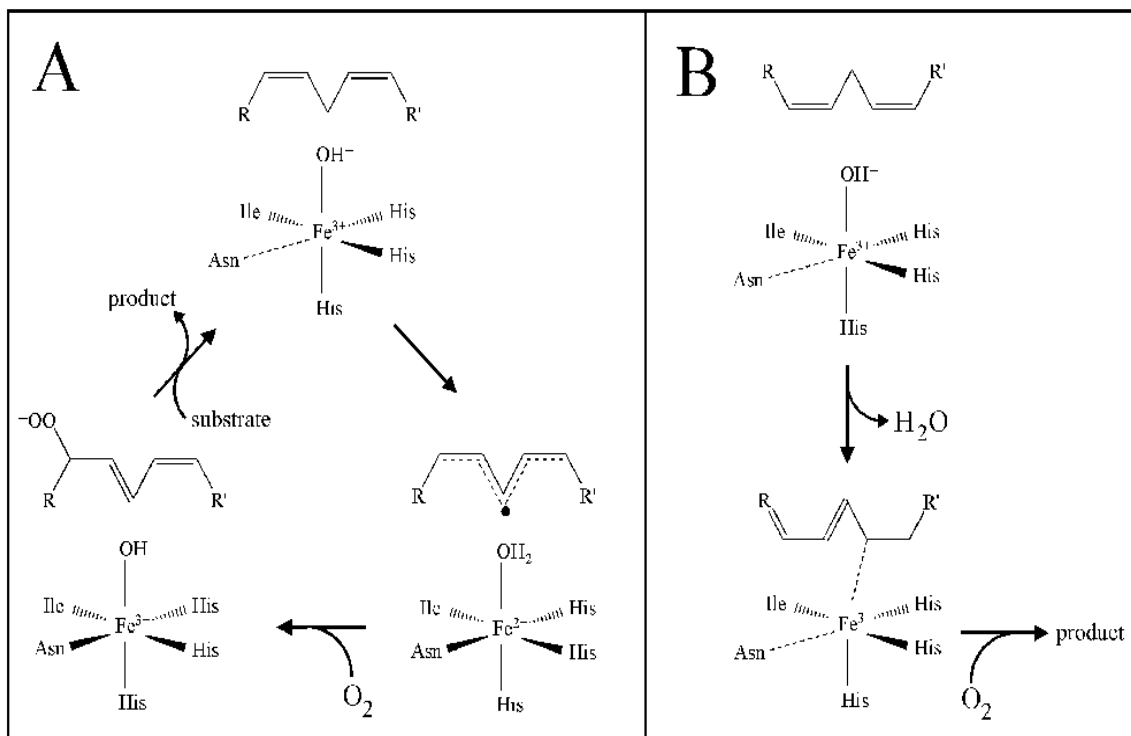 A
R
R'
OH⁻
Ile
Fe³⁺
His
Asn
His
His
product
substrate
⁻OO
R
R'
R
R'
OH
OH₂
Ile
Fe³⁻
His
Asn
His
His
Ile
Fe²⁻
His
Asn
His
His
O₂
B
R
R'
OH⁻
Ile
Fe³⁺
His
Asn
His
His
H₂O
R
R'
Ile
Fe³
His
Asn
His
His
O₂
product